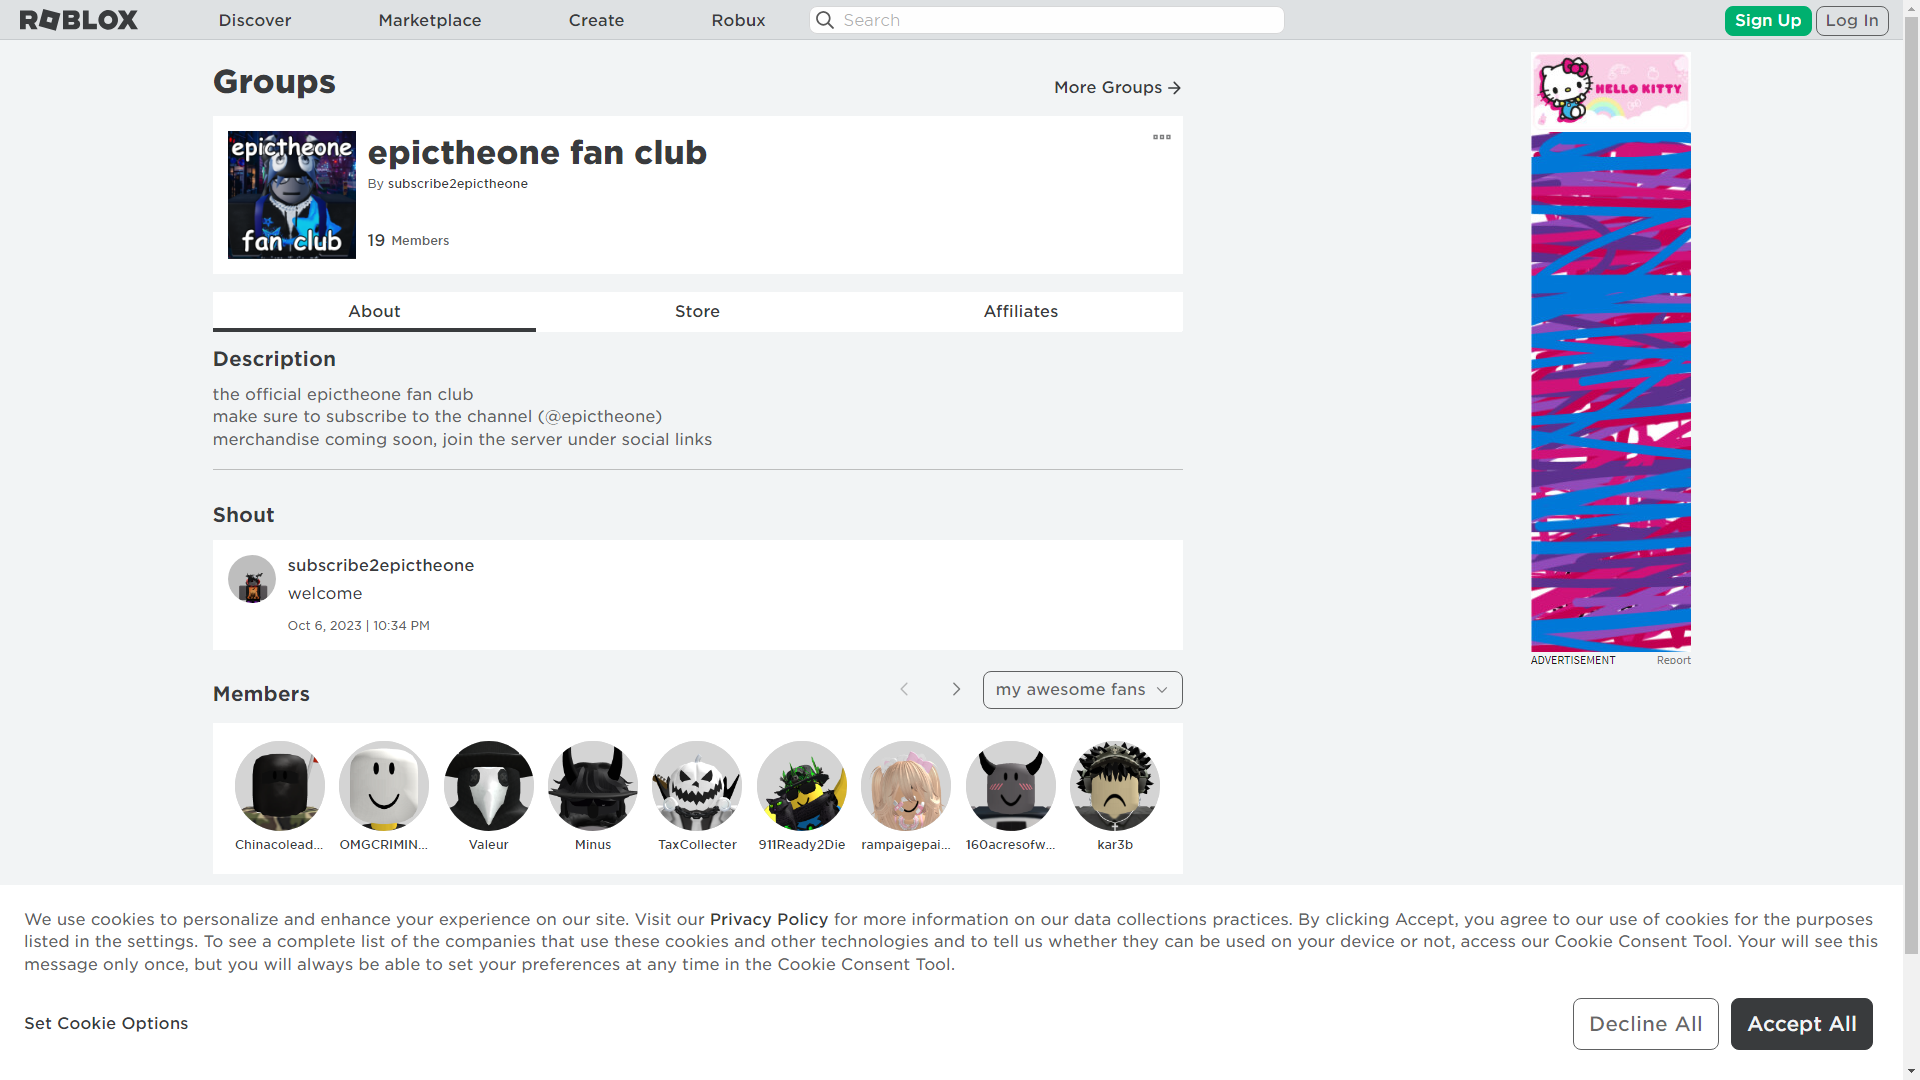 ROBLOX
Discover
Marketplace
Create
Robux
Search
Sign Up
Log In
Groups
More Groups
epictheone
fan club
epictheone fan club
By subscribe2epictheone
19 Members
About
Store
Affiliates
Description
the official epictheone fan club
make sure to subscribe to the channel (@epictheone)
merchandise coming soon, join the server under social links
Shout
subscribe2epictheone
welcome
Oct 6, 2023 | 10:34 PM
Members
my awesome fans
Chinacolead...
OMGCRIMIN...
Valeur
Minus
TaxCollecter
911Ready2Die
rampaigepai...
160acresofw...
kar3b
HELLO KITTY
ADVERTISEMENT
Report
We use cookies to personalize and enhance your experience on our site. Visit our Privacy Policy for more information on our data collections practices. By clicking Accept, you agree to our use of cookies for the purposes
listed in the settings. To see a complete list of the companies that use these cookies and other technologies and to tell us whether they can be used on your device or not, access our Cookie Consent Tool. Your will see this
message only once, but you will always be able to set your preferences at any time in the Cookie Consent Tool.
Set Cookie Options
Decline All
Accept All